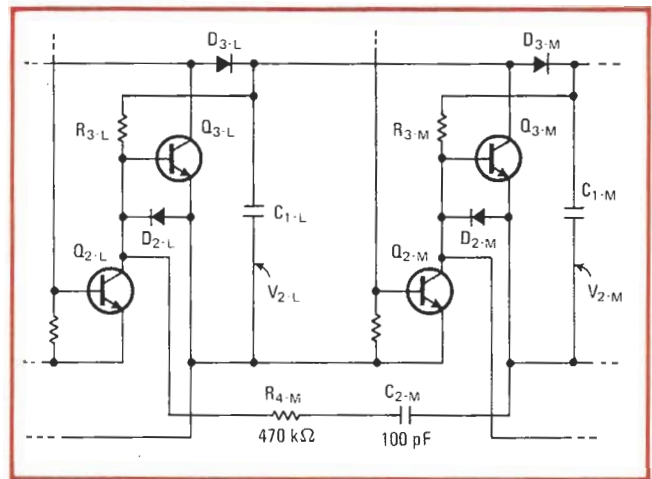 D3-L
D3-M
R3-L
Q3-L
R3-M
Q3-M
C1-L
C1-M
D2-L
D2-M
Q2-L
Q2-M
V2-L
V2-M
R4-M
C2-M
470 kΩ
100 pF